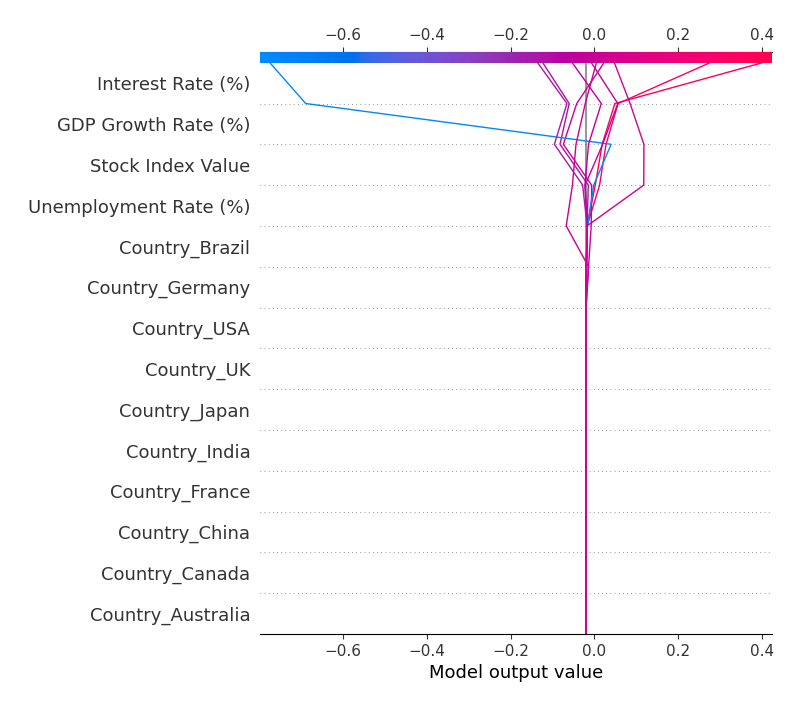 −0.6 −0.4 −0.2 0.0 0.2 0.4
Interest Rate (%)
GDP Growth Rate (%)
Stock Index Value
Unemployment Rate (%)
Country_Brazil
Country_Germany
Country_USA
Country_UK
Country_Japan
Country_India
Country_France
Country_China
Country_Canada
Country_Australia
−0.6 −0.4 −0.2 0.0 0.2 0.4
Model output value